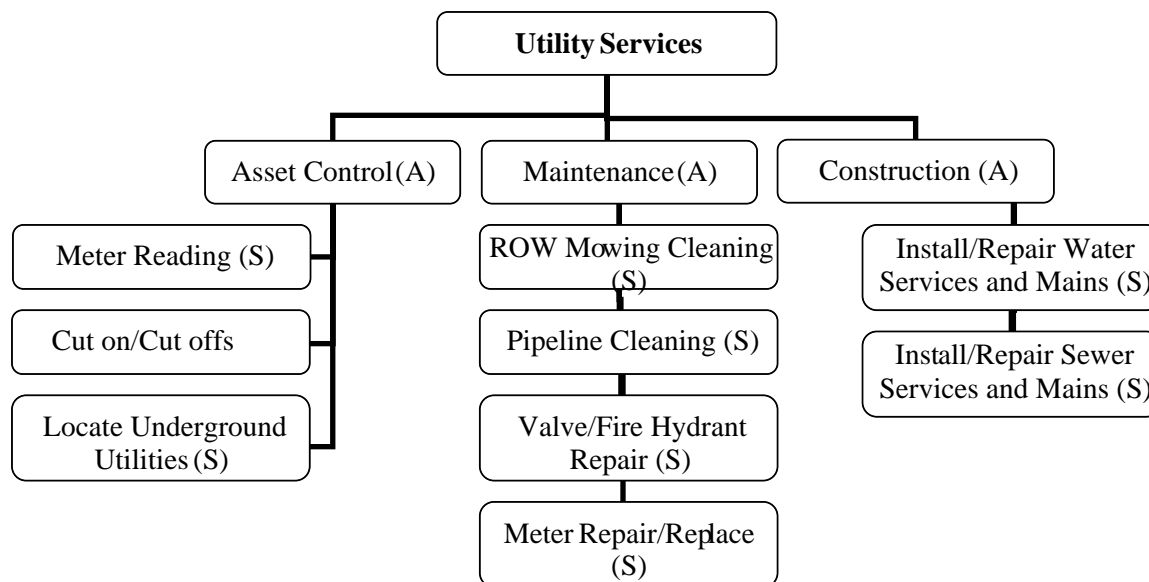 Utility Services
Asset Control (A)
Maintenance (A)
Construction (A)
Meter Reading (S)
Cut on/Cut offs
Locate Underground
Utilities (S)
ROW Mowing Cleaning
(S)
Pipeline Cleaning (S)
Valve/Fire Hydrant
Repair (S)
Meter Repair/Replace
(S)
Install/Repair Water
Services and Mains (S)
Install/Repair Sewer
Services and Mains (S)